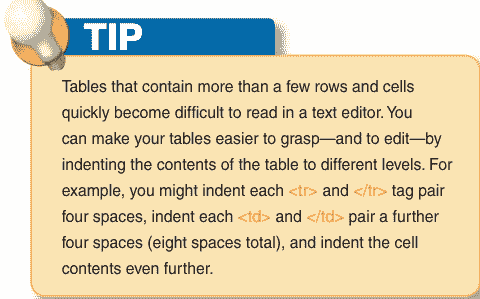 TIP
Tables that contain more than a few rows and cells
quickly become difficult to read in a text editor. You
can make your tables easier to grasp—and to edit—by
indenting the contents of the table to different levels. For
example, you might indent each <tr> and </tr> tag pair
four spaces, indent each <td> and </td> pair a further
four spaces (eight spaces total), and indent the cell
contents even further.